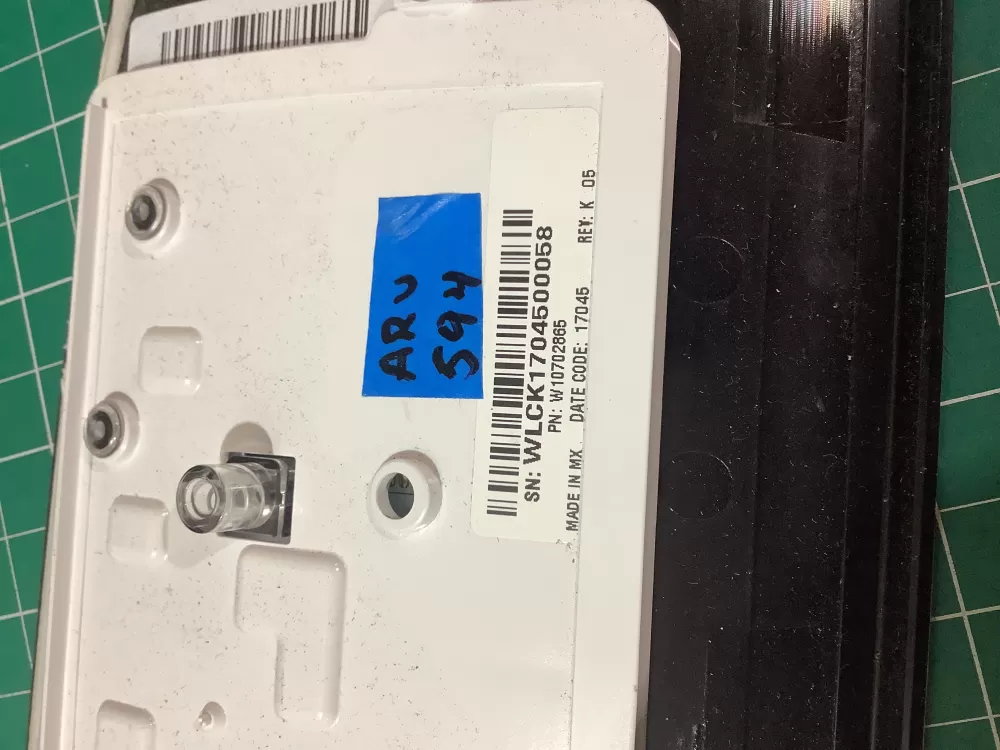 ARU
594
SN: WLCK1704500058
PN: W10702865
MADE IN MX DATE CODE: 17045 REV: K 05